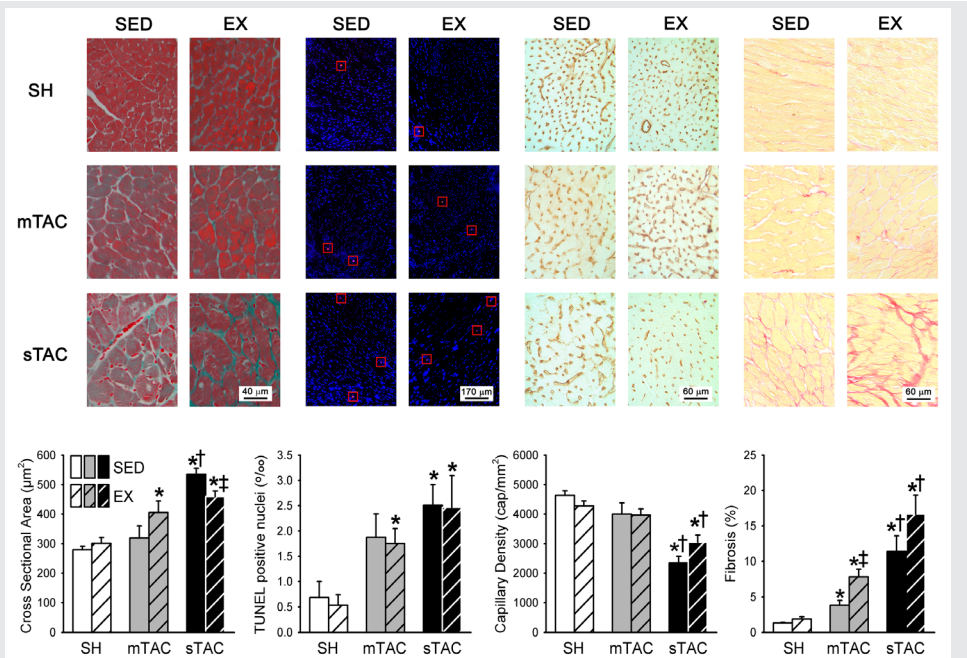 SED EX SED EX SED EX SED EX
SH
mTAC
sTAC
40 µm
170 µm
60 µm
60 µm
Cross Sectional Area (µm²)
600
500
400
300
200
100
0
SED
EX
*
*†
*‡
SH mTAC sTAC
TUNEL positive nuclei (º/ₒₒ)
3.0
2.5
2.0
1.5
1.0
0.5
0.0
*
*
*
SH mTAC sTAC
Capillary Density (cap/mm²)
6000
5000
4000
3000
2000
1000
0
*†
*†
SH mTAC sTAC
Fibrosis (%)
25
20
15
10
5
0
*
*‡
*†
*†
SH mTAC sTAC